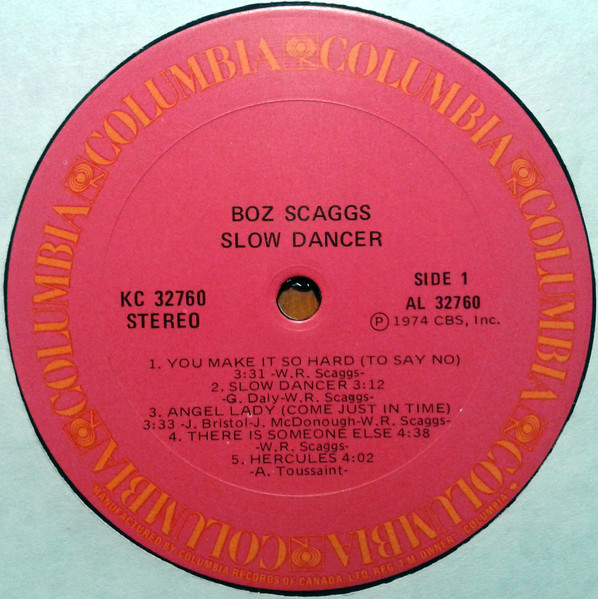 COLUMBIA COLUMBIA COLUMBIA COLUMBIA COLUMBIA COLUMBIA
BOZ SCAGGS
SLOW DANCER
KC 32760
STEREO
SIDE 1
AL 32760
Ⓟ 1974 CBS, Inc.
1. YOU MAKE IT SO HARD (TO SAY NO)
3:31 -W.R. Scaggs-
2. SLOW DANCER 3:12
-G. Daly-W.R. Scaggs-
3. ANGEL LADY (COME JUST IN TIME)
3:33 -J. Bristol-J. McDonough-W.R. Scaggs-
4. THERE IS SOMEONE ELSE 4:38
-W.R. Scaggs-
5. HERCULES 4:02
-A. Toussaint-
MANUFACTURED BY COLUMBIA RECORDS OF CANADA, LTD. REG. T.M. OWNER "COLUMBIA"